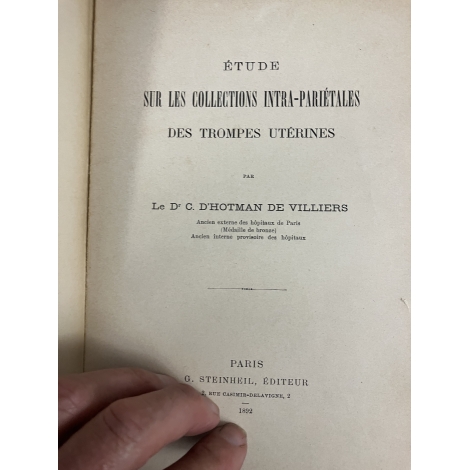 ÉTUDE
SUR LES COLLECTIONS INTRA-PARIÉTALES
DES TROMPES UTÉRINES
PAR
Le Dr C. D'HOTMAN DE VILLIERS
Ancien externe des hôpitaux de Paris
(Médaille de bronze)
Ancien Interne provisoire des hôpitaux
PARIS
G. STEINHEIL, ÉDITEUR
2, RUE CASIMIR-DELAVIGNE, 2
—
1892